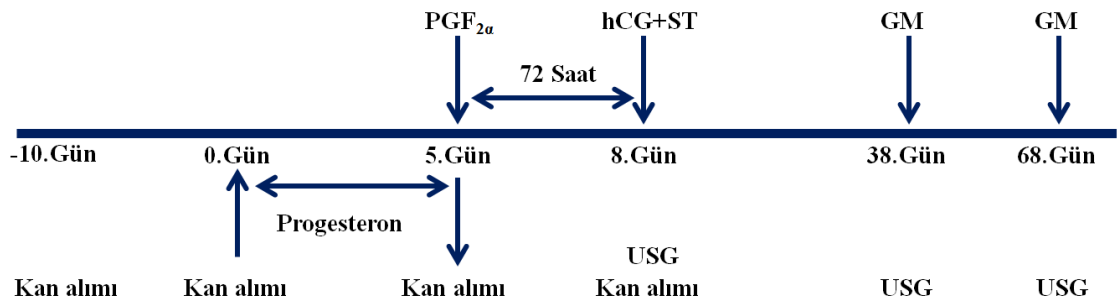 PGF2α hCG+ST GM GM
72 Saat
-10.Gün 0.Gün 5.Gün 8.Gün 38.Gün 68.Gün
Progesteron
USG
Kan alımı Kan alımı Kan alımı Kan alımı USG USG